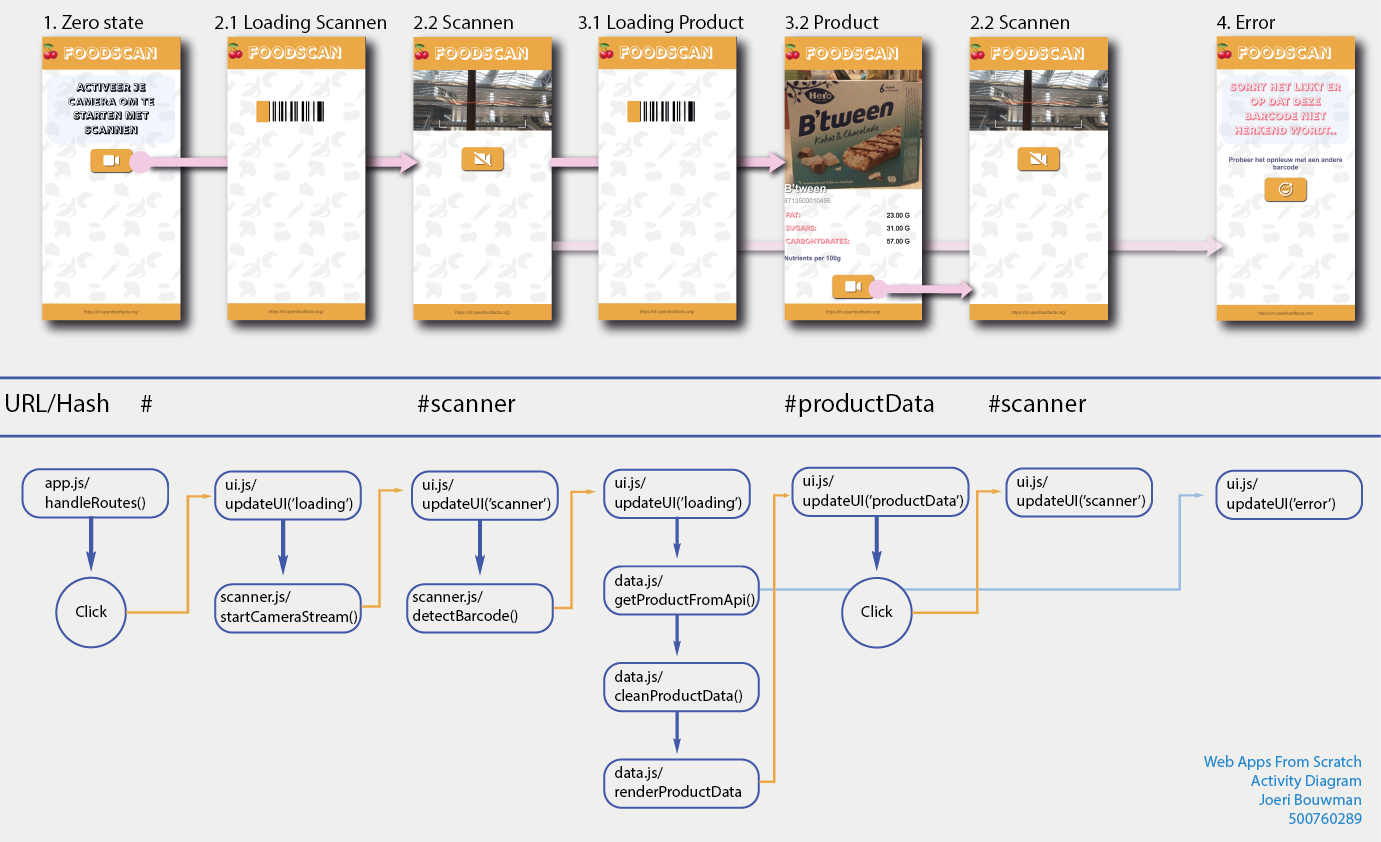 1. Zero state
2.1 Loading Scannen
2.2 Scannen
3.1 Loading Product
3.2 Product
2.2 Scannen
4. Error
FOODSCAN
FOODSCAN
FOODSCAN
FOODSCAN
FOODSCAN
FOODSCAN
FOODSCAN
ACTIVEER JE
CAMERA OM TE
STARTEN MET
SCANNEN
Hero
B'tween
Kokos & Chocolade
B'tween
8713500010456
FAT: 23.00 G
SUGARS: 31.00 G
CARBOHYDRATES: 57.00 G
Nutrients per 100g
SORRY HET LIJKT ER
OP DAT DEZE
BARCODE NIET
HERKEND WORDT..
Probeer het opnieuw met een andere
barcode
https://nl.openfoodfacts.org/
https://nl.openfoodfacts.org/
https://nl.openfoodfacts.org/
https://nl.openfoodfacts.org/
https://nl.openfoodfacts.org/
https://nl.openfoodfacts.org/
https://nl.openfoodfacts.org/
URL/Hash #
#scanner
#productData
#scanner
app.js/
handleRoutes()
Click
ui.js/
updateUI('loading')
scanner.js/
startCameraStream()
ui.js/
updateUI('scanner')
scanner.js/
detectBarcode()
ui.js/
updateUI('loading')
data.js/
getProductFromApi()
data.js/
cleanProductData()
data.js/
renderProductData
ui.js/
updateUI('productData')
Click
ui.js/
updateUI('scanner')
ui.js/
updateUI('error')
Web Apps From Scratch
Activity Diagram
Joeri Bouwman
500760289